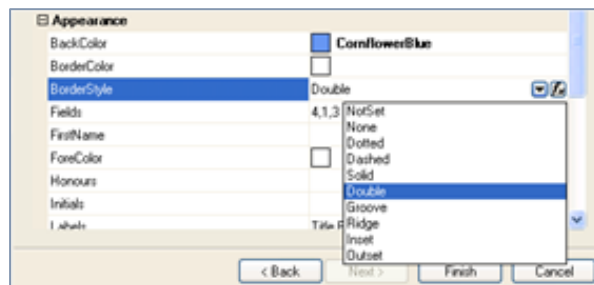 Appearance
BackColor CornflowerBlue
BorderColor
BorderStyle Double
Fields 4,1,3
FirstName
ForeColor
Honours
Initials
Labels Title
NotSet
None
Dotted
Dashed
Solid
Double
Groove
Ridge
Inset
Outset
< Back Next > Finish Cancel